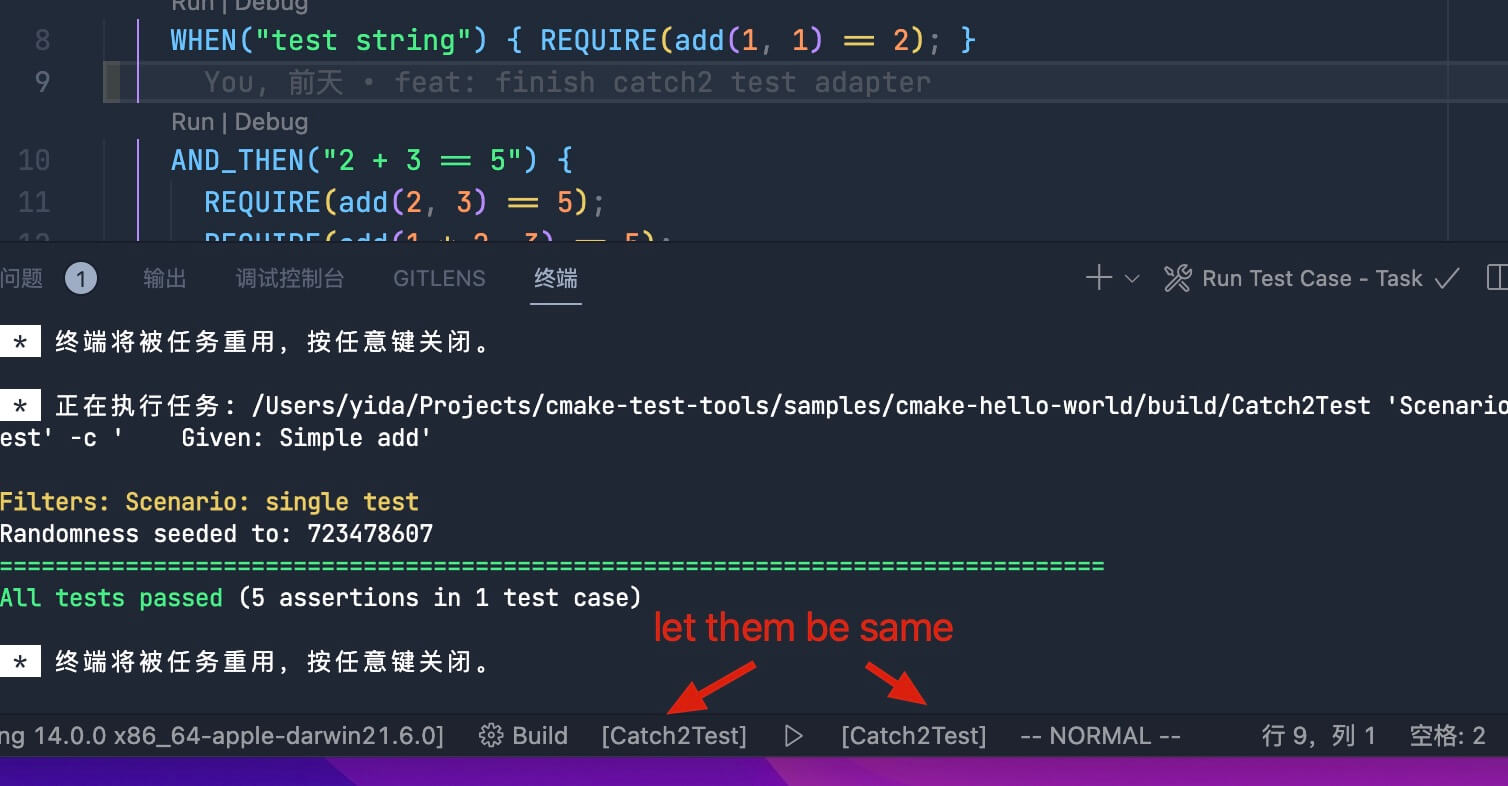 Run | Debug
8 WHEN("test string") { REQUIRE(add(1, 1) == 2); }
9 You, 前天 • feat: finish catch2 test adapter
Run | Debug
10 AND_THEN("2 + 3 == 5") {
11 REQUIRE(add(2, 3) == 5);
问题 1 输出 调试控制台 GITLENS 终端 Run Test Case - Task
* 终端将被任务重用，按任意键关闭。
* 正在执行任务: /Users/yida/Projects/cmake-test-tools/samples/cmake-hello-world/build/Catch2Test 'Scenario
est' -c '    Given: Simple add'
Filters: Scenario: single test
Randomness seeded to: 723478607
===============================================================================
All tests passed (5 assertions in 1 test case)
let them be same
* 终端将被任务重用，按任意键关闭。
ng 14.0.0 x86_64-apple-darwin21.6.0] Build [Catch2Test] [Catch2Test] -- NORMAL -- 行 9，列 1 空格: 2